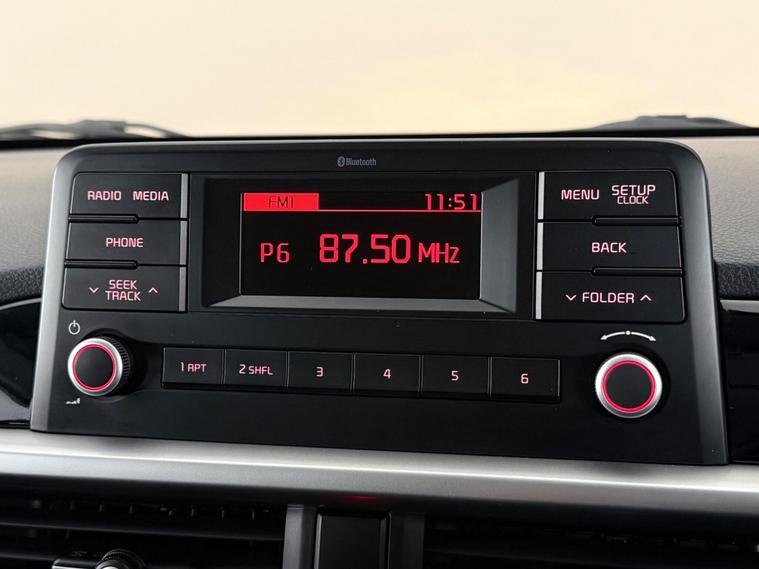 Bluetooth
RADIO MEDIA
FM1 11:51
MENU SETUP
CLOCK
PHONE
P6 87.50 MHz
BACK
SEEK
TRACK
FOLDER
1 RPT
2 SHFL
3
4
5
6